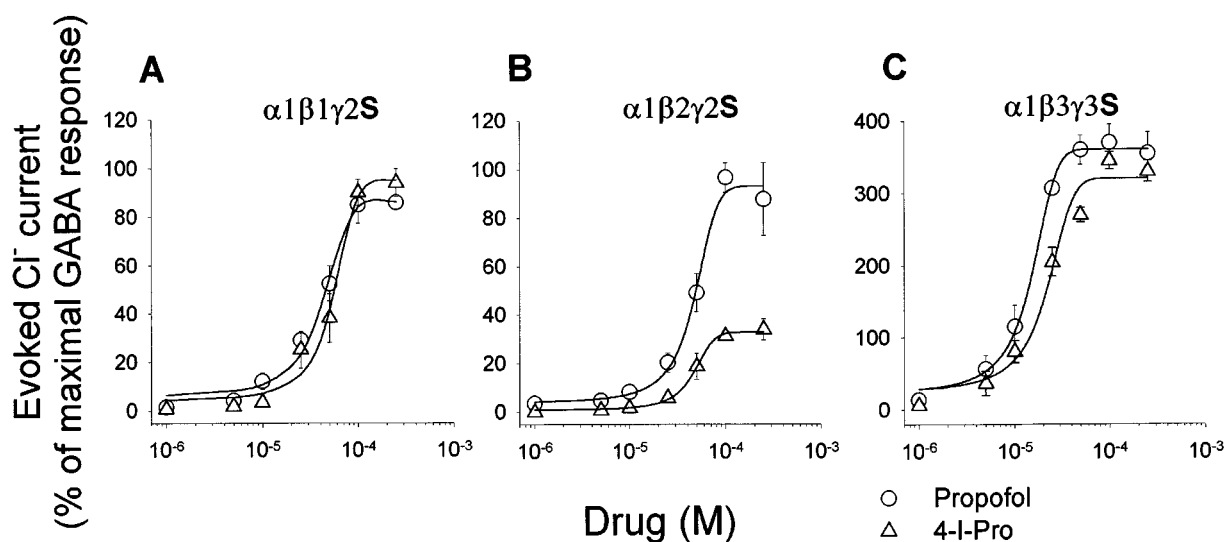 A
B
C
α1β1γ2S
α1β2γ2S
α1β3γ3S
Evoked Cl⁻ current
(% of maximal GABA response)
120
100
80
60
40
20
0
120
100
80
60
40
20
0
400
300
200
100
0
10⁻⁶ 10⁻⁵ 10⁻⁴ 10⁻³
10⁻⁶ 10⁻⁵ 10⁻⁴ 10⁻³
10⁻⁶ 10⁻⁵ 10⁻⁴ 10⁻³
Drug (M)
Propofol
4-I-Pro